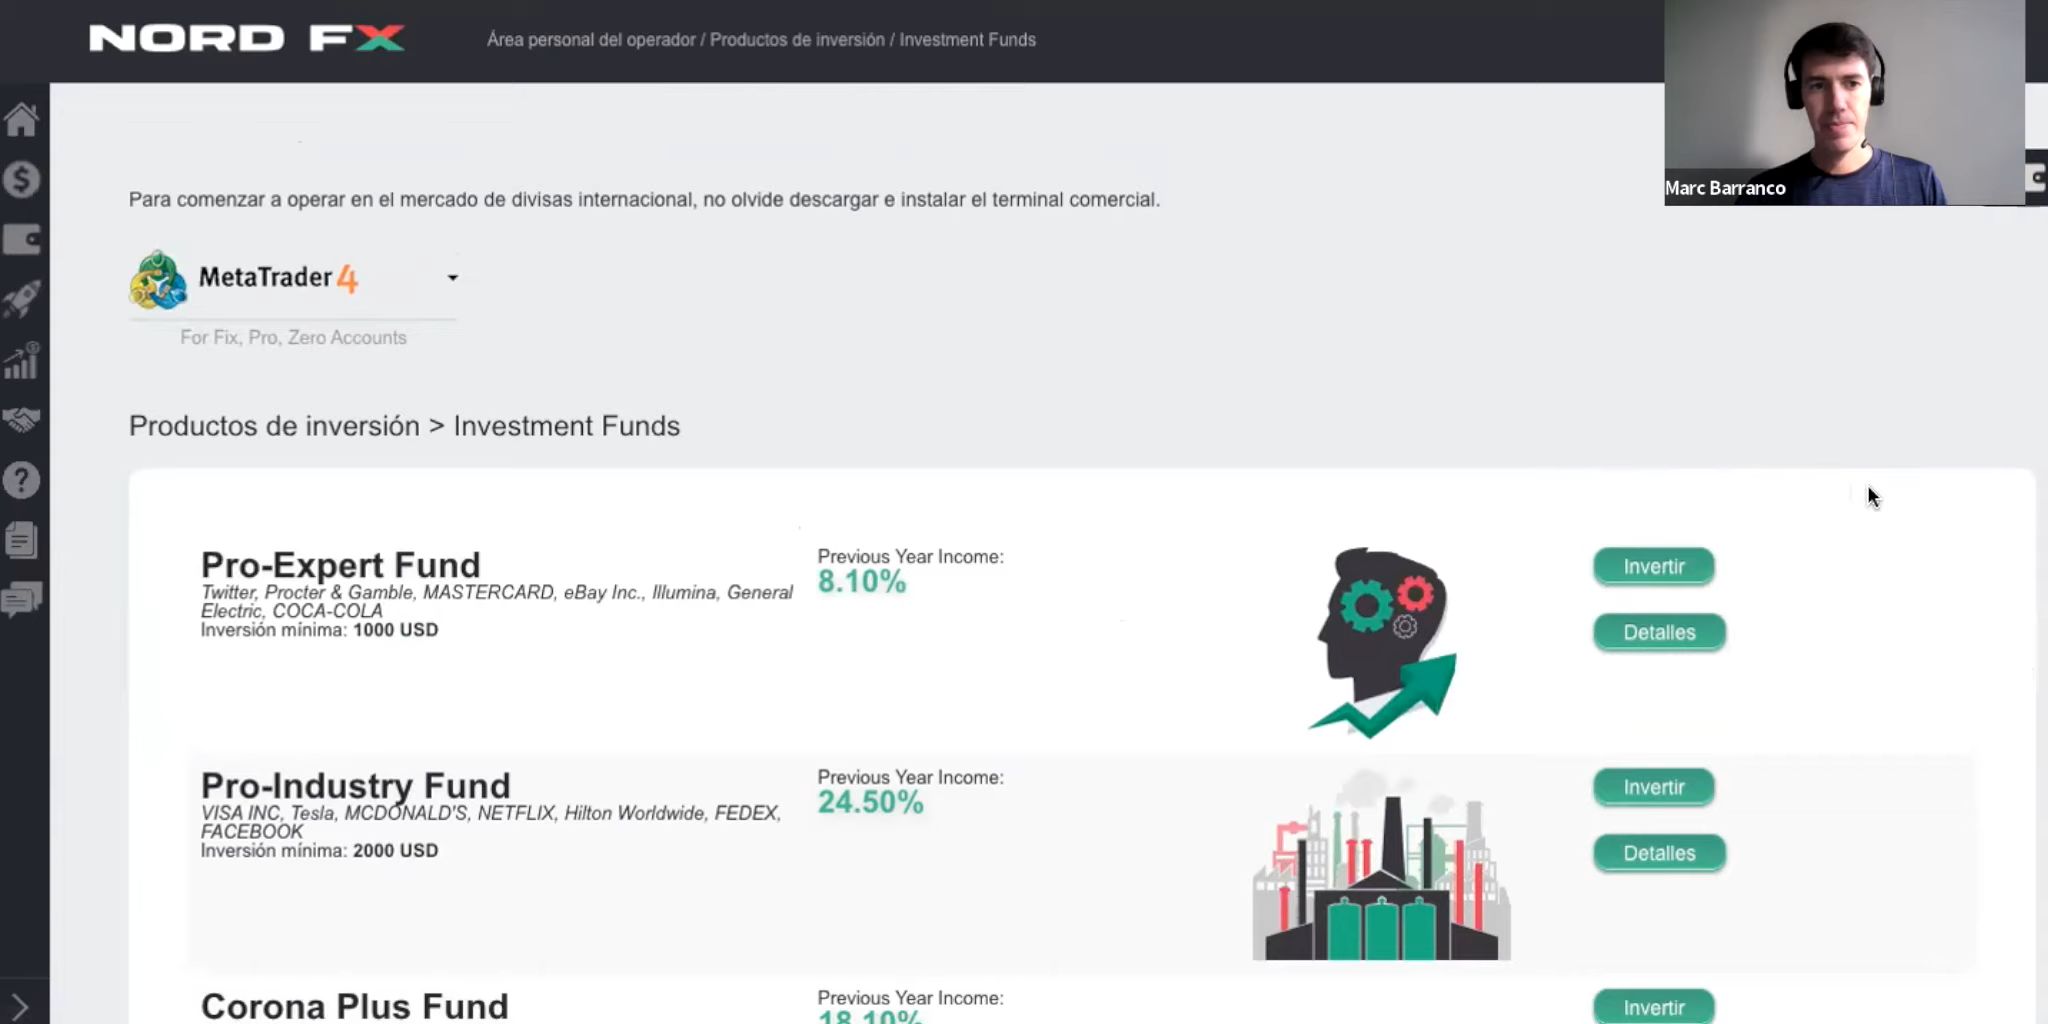 NORD FX
Área personal del operador / Productos de inversión / Investment Funds
Marc Barranco
Para comenzar a operar en el mercado de divisas internacional, no olvide descargar e instalar el terminal comercial.
MetaTrader 4
For Fix, Pro, Zero Accounts
Productos de inversión > Investment Funds
Pro-Expert Fund
Twitter, Procter & Gamble, MASTERCARD, eBay Inc., Illumina, General
Electric, COCA-COLA
Inversión mínima: 1000 USD
Previous Year Income:
8.10%
Invertir
Detalles
Pro-Industry Fund
VISA INC, Tesla, MCDONALD'S, NETFLIX, Hilton Worldwide, FEDEX,
FACEBOOK
Inversión mínima: 2000 USD
Previous Year Income:
24.50%
Invertir
Detalles
Corona Plus Fund
Previous Year Income:
18.10%
Invertir